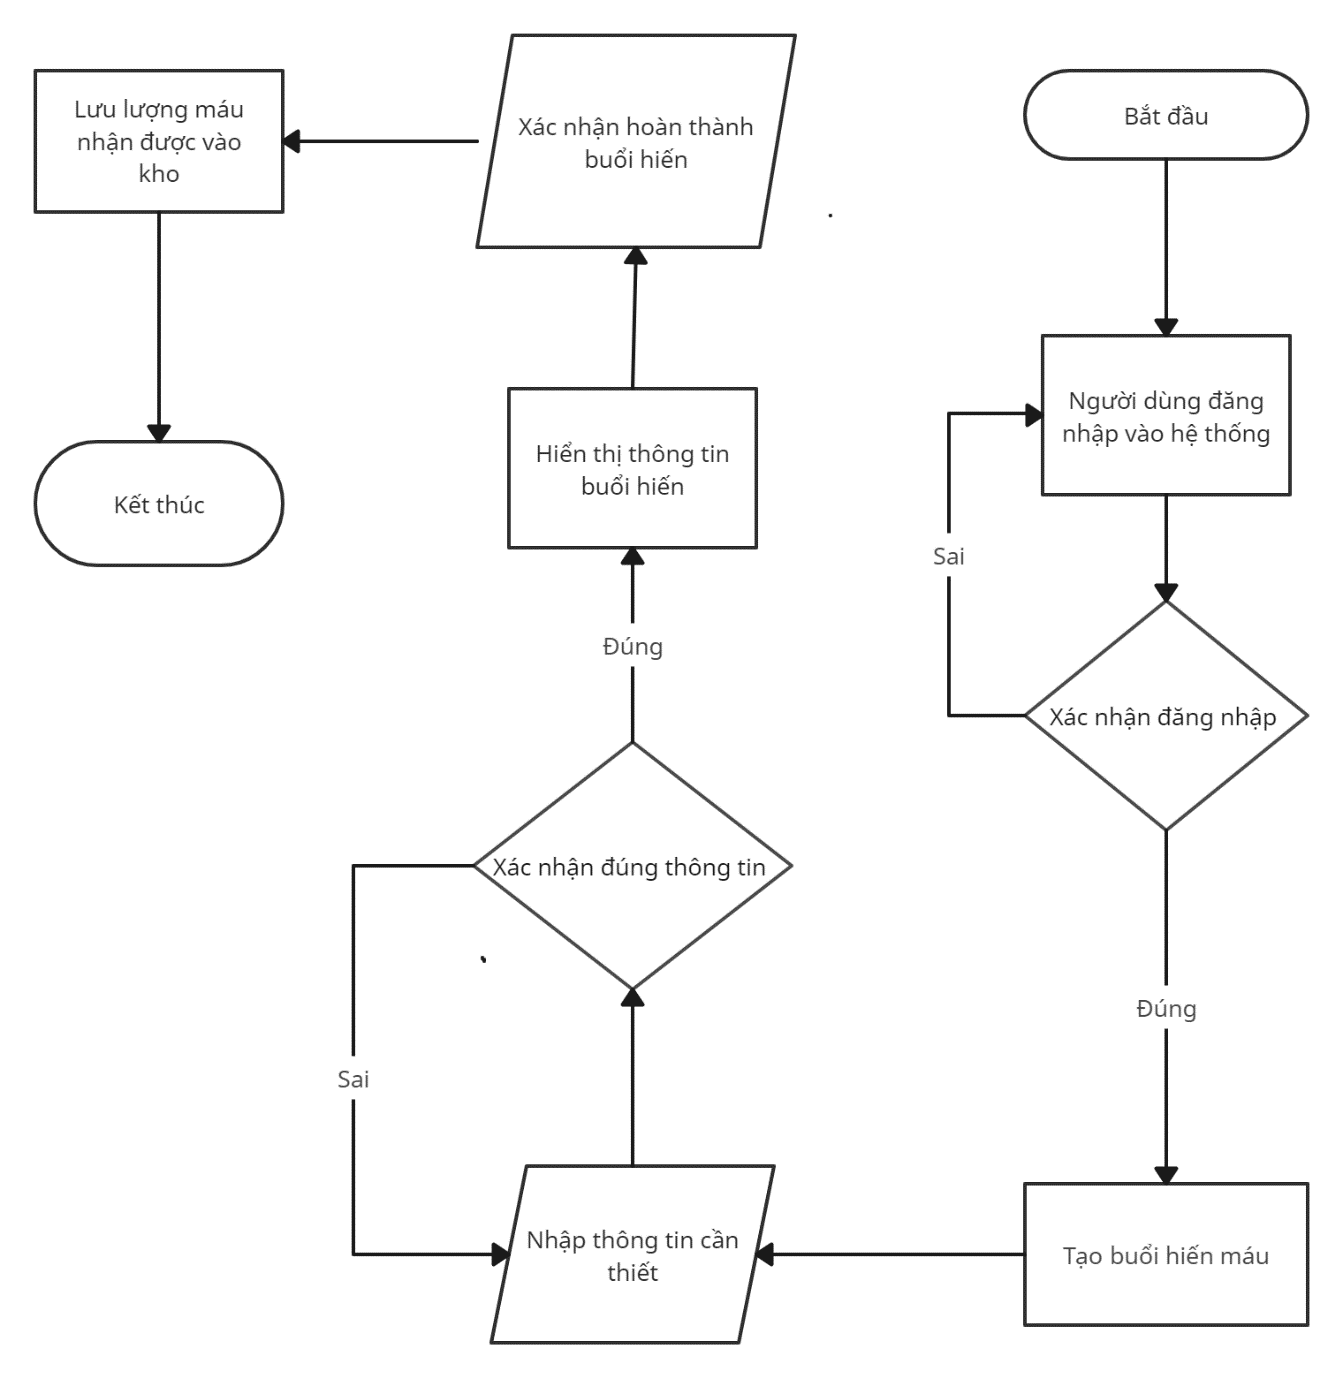 Bắt đầu
Người dùng đăng
nhập vào hệ thống
Sai
Xác nhận đăng nhập
Đúng
Tạo buổi hiến máu
Nhập thông tin cần
thiết
Sai
Xác nhận đúng thông tin
Đúng
Hiển thị thông tin
buổi hiến
Xác nhận hoàn thành
buổi hiến
Lưu lượng máu
nhận được vào
kho
Kết thúc